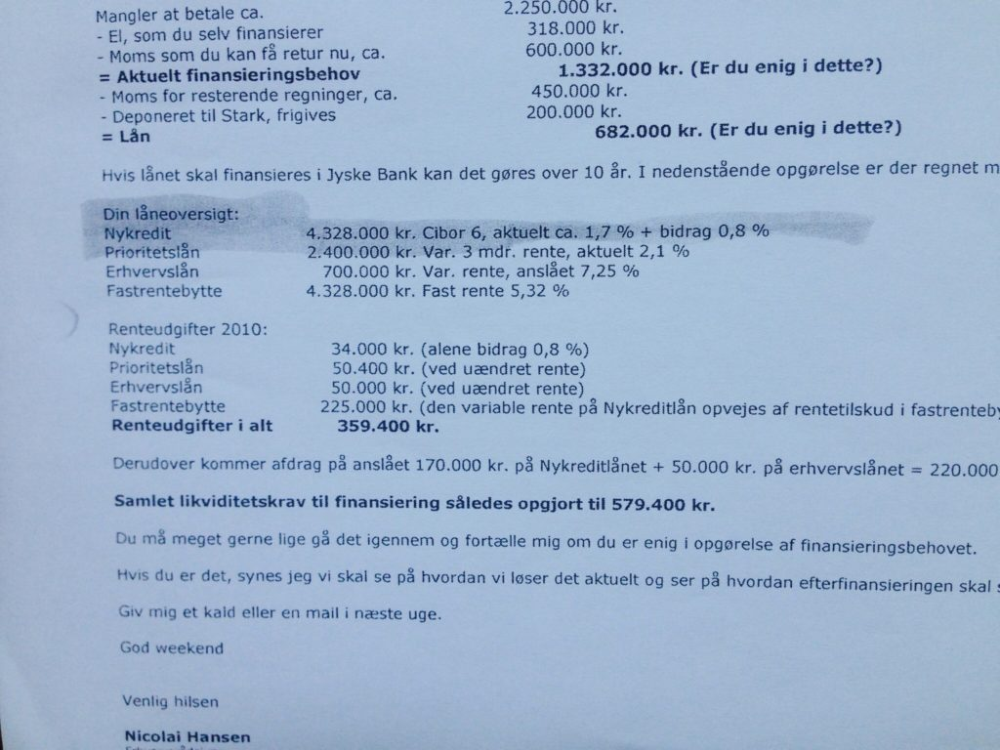 Mangler at betale ca. 2.250.000 kr.
- El, som du selv finansierer 318.000 kr.
- Moms som du kan få retur nu, ca. 600.000 kr.
= Aktuelt finansieringsbehov 1.332.000 kr. (Er du enig i dette?)
- Moms for resterende regninger, ca. 450.000 kr.
- Deponeret til Stark, frigives 200.000 kr.
= Lån 682.000 kr. (Er du enig i dette?)
Hvis lånet skal finansieres i Jyske Bank kan det gøres over 10 år. I nedenstående opgørelse er der regnet m
Din låneoversigt:
Nykredit 4.328.000 kr. Cibor 6, aktuelt ca. 1,7 % + bidrag 0,8 %
Prioritetslån 2.400.000 kr. Var. 3 mdr. rente, aktuelt 2,1 %
Erhvervslån 700.000 kr. Var. rente, anslået 7,25 %
Fastrentebytte 4.328.000 kr. Fast rente 5,32 %
Renteudgifter 2010:
Nykredit 34.000 kr. (alene bidrag 0,8 %)
Prioritetslån 50.400 kr. (ved uændret rente)
Erhvervslån 50.000 kr. (ved uændret rente)
Fastrentebytte 225.000 kr. (den variable rente på Nykreditlån opvejes af rentetilskud i fastrenteby
Renteudgifter i alt 359.400 kr.
Derudover kommer afdrag på anslået 170.000 kr. på Nykreditlånet + 50.000 kr. på erhvervslånet = 220.000
Samlet likviditetskrav til finansiering således opgjort til 579.400 kr.
Du må meget gerne lige gå det igennem og fortælle mig om du er enig i opgørelse af finansieringsbehovet.
Hvis du er det, synes jeg vi skal se på hvordan vi løser det aktuelt og ser på hvordan efterfinansieringen skal s
Giv mig et kald eller en mail i næste uge.
God weekend
Venlig hilsen
Nicolai Hansen